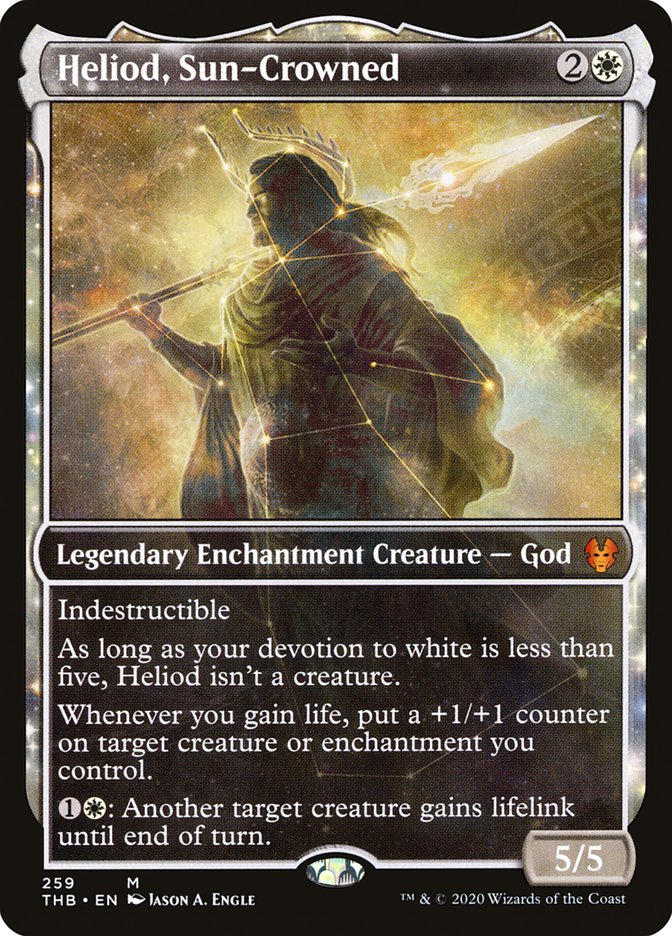 Heliod, Sun-Crowned 2
Legendary Enchantment Creature — God
Indestructible
As long as your devotion to white is less than
five, Heliod isn't a creature.
Whenever you gain life, put a +1/+1 counter
on target creature or enchantment you
control.
1: Another target creature gains lifelink
until end of turn.
5/5
259 M
THB • EN Jason A. Engle
™ & © 2020 Wizards of the Coast